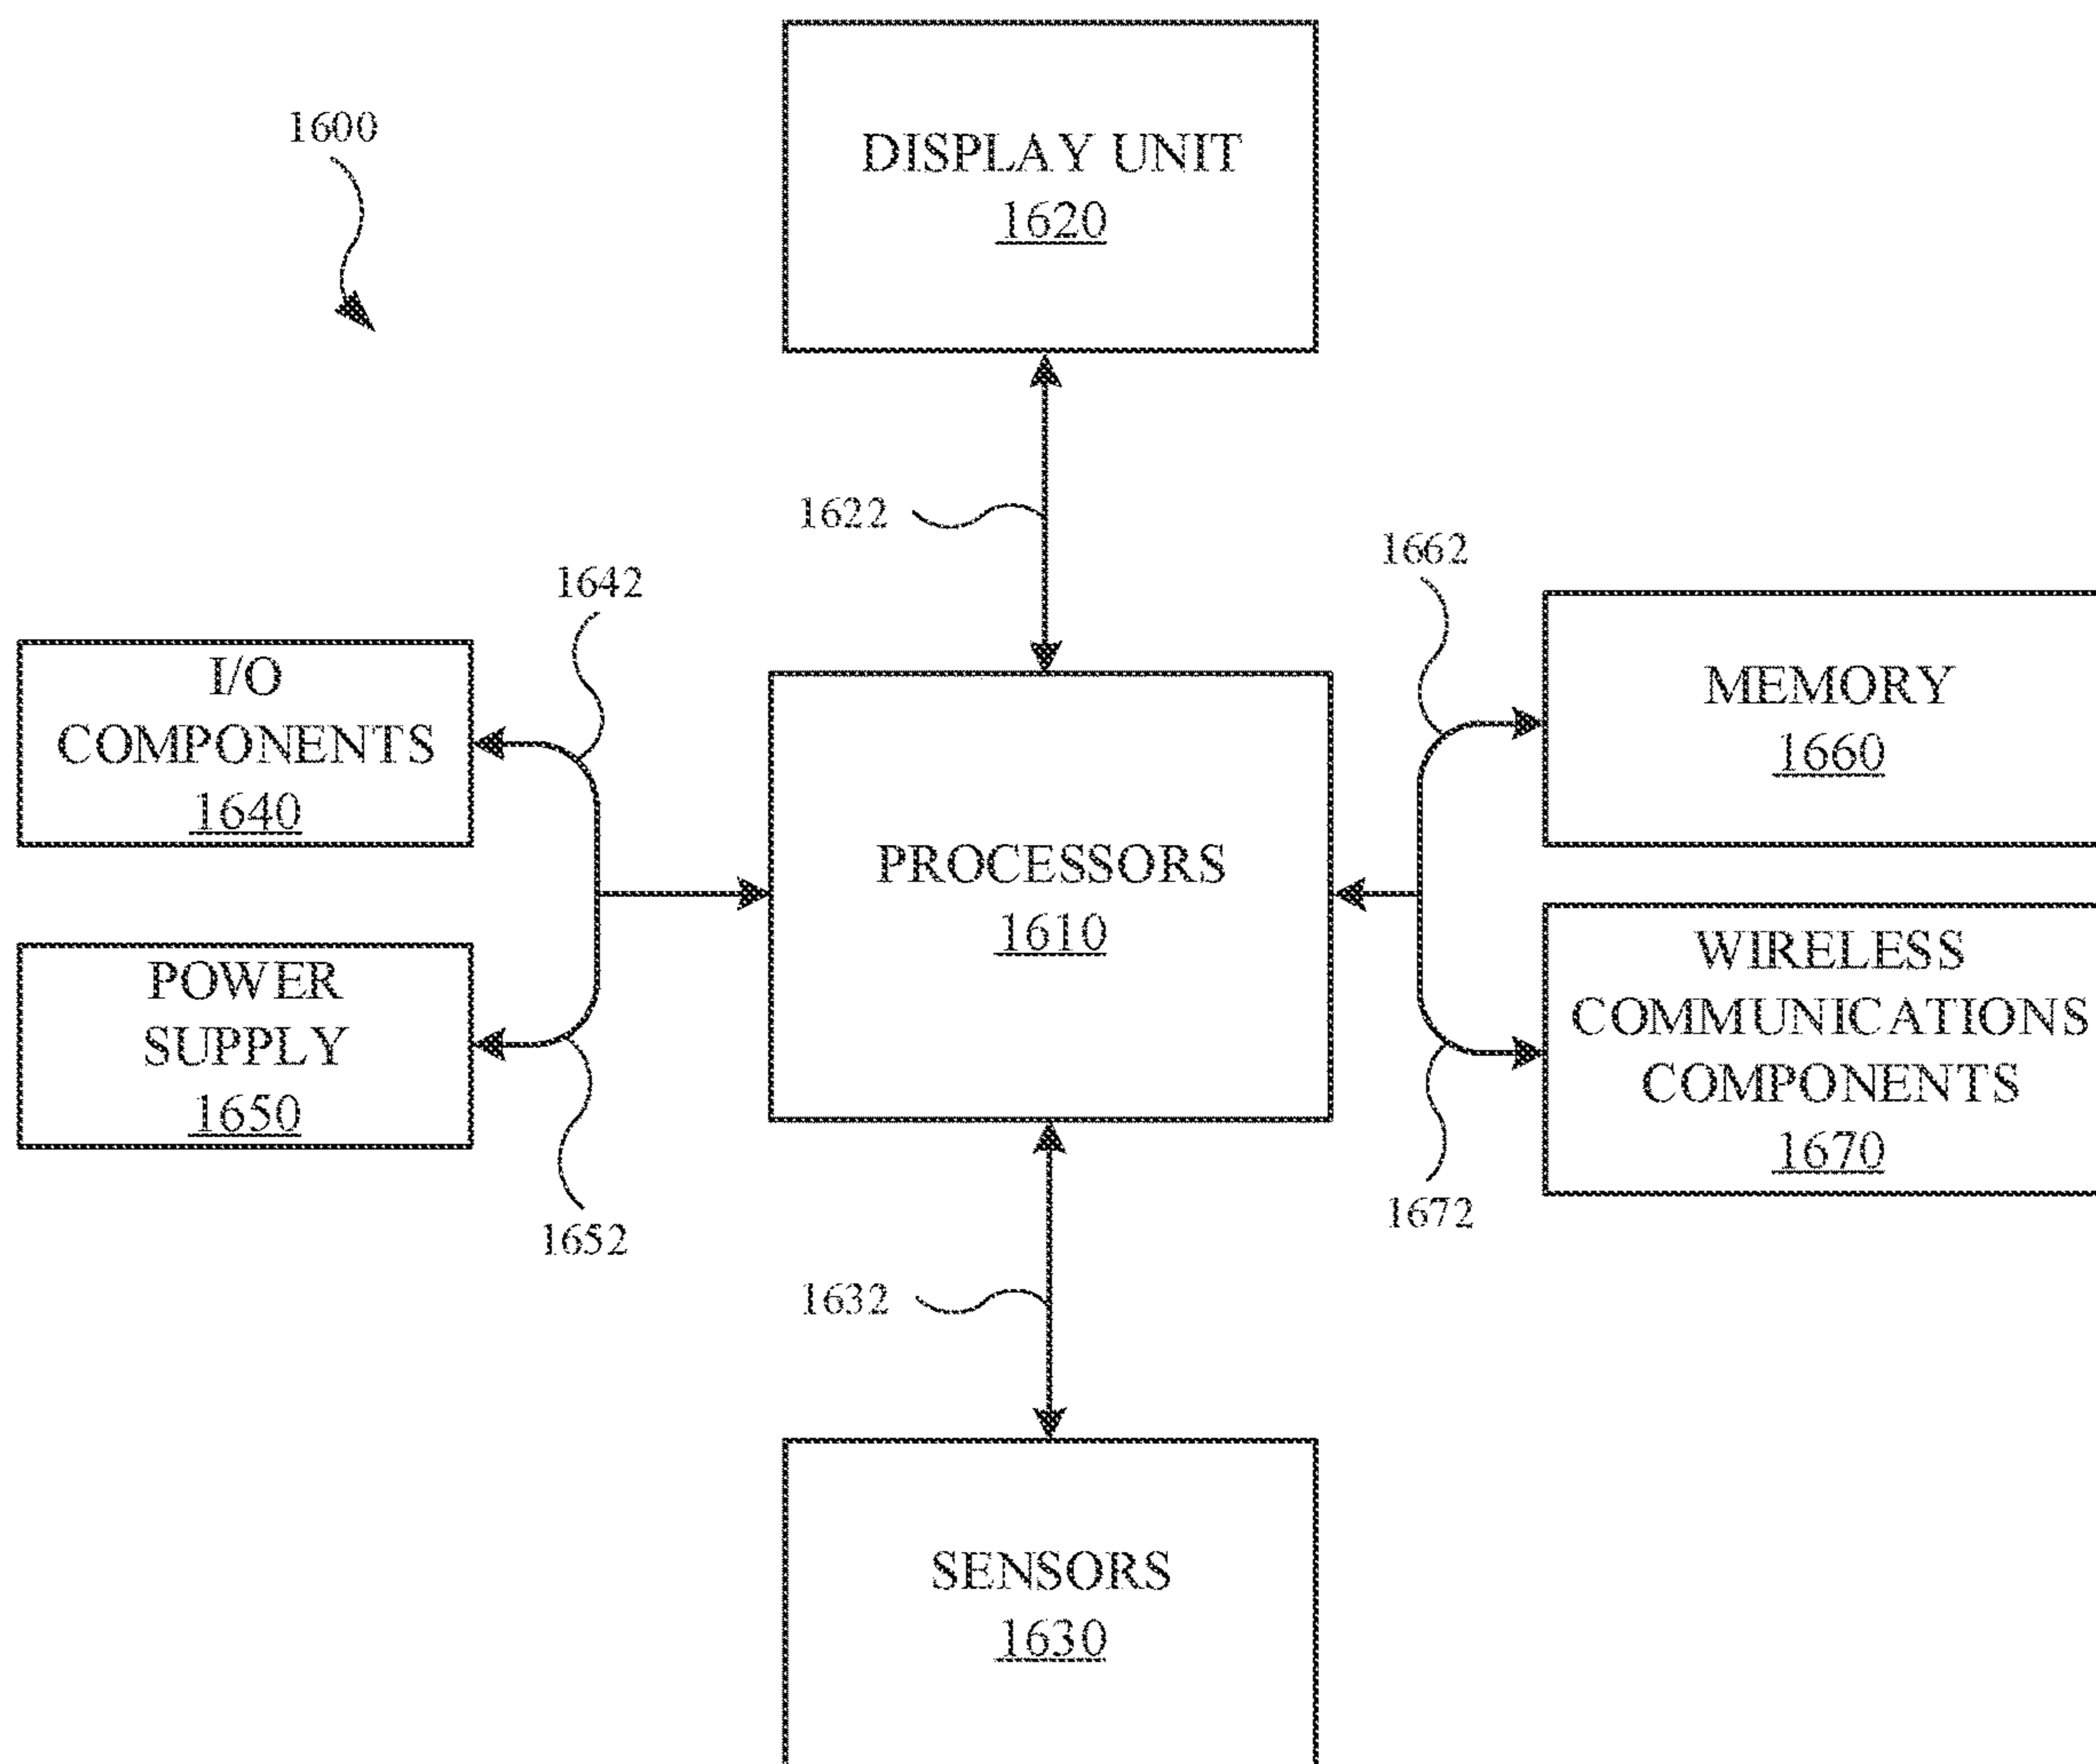 1600
DISPLAY UNIT
1620
1622
1642
1662
I/O
COMPONENTS
1640
MEMORY
1660
PROCESSORS
1610
POWER
SUPPLY
1650
WIRELESS
COMMUNICATIONS
COMPONENTS
1670
1652
1672
1632
SENSORS
1630